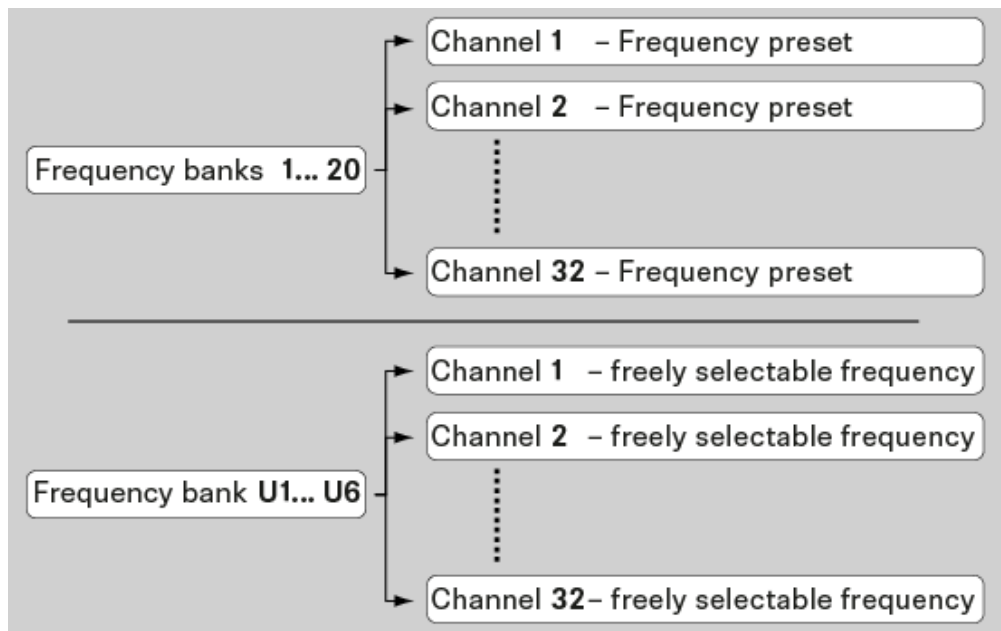 Channel 1 – Frequency preset
Channel 2 – Frequency preset
Frequency banks 1... 20
Channel 32 – Frequency preset
Channel 1 – freely selectable frequency
Channel 2 – freely selectable frequency
Frequency bank U1... U6
Channel 32– freely selectable frequency